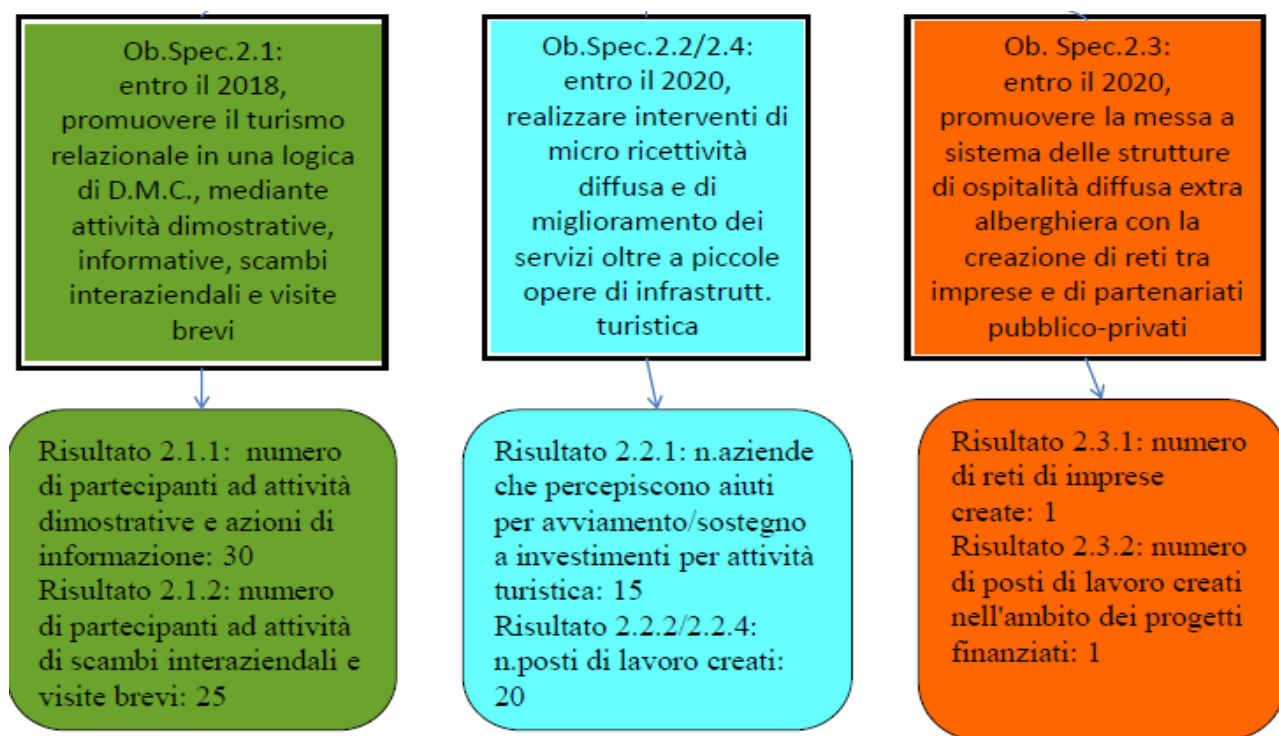 Ob.Spec.2.1:
entro il 2018,
promuovere il turismo
relazionale in una logica
di D.M.C., mediante
attività dimostrative,
informative, scambi
interaziendali e visite
brevi
Ob.Spec.2.2/2.4:
entro il 2020,
realizzare interventi di
micro ricettività
diffusa e di
miglioramento dei
servizi oltre a piccole
opere di infrastrutt.
turistica
Ob. Spec.2.3:
entro il 2020,
promuovere la messa a
sistema delle strutture
di ospitalità diffusa extra
alberghiera con la
creazione di reti tra
imprese e di partenariati
pubblico-privati
Risultato 2.1.1: numero
di partecipanti ad attività
dimostrative e azioni di
informazione: 30
Risultato 2.1.2: numero
di partecipanti ad attività
di scambi interaziendali e
visite brevi: 25
Risultato 2.2.1: n.aziende
che percepiscono aiuti
per avviamento/sostegno
a investimenti per attività
turistica: 15
Risultato 2.2.2/2.2.4:
n.posti di lavoro creati:
20
Risultato 2.3.1: numero
di reti di imprese
create: 1
Risultato 2.3.2: numero
di posti di lavoro creati
nell'ambito dei progetti
finanziati: 1